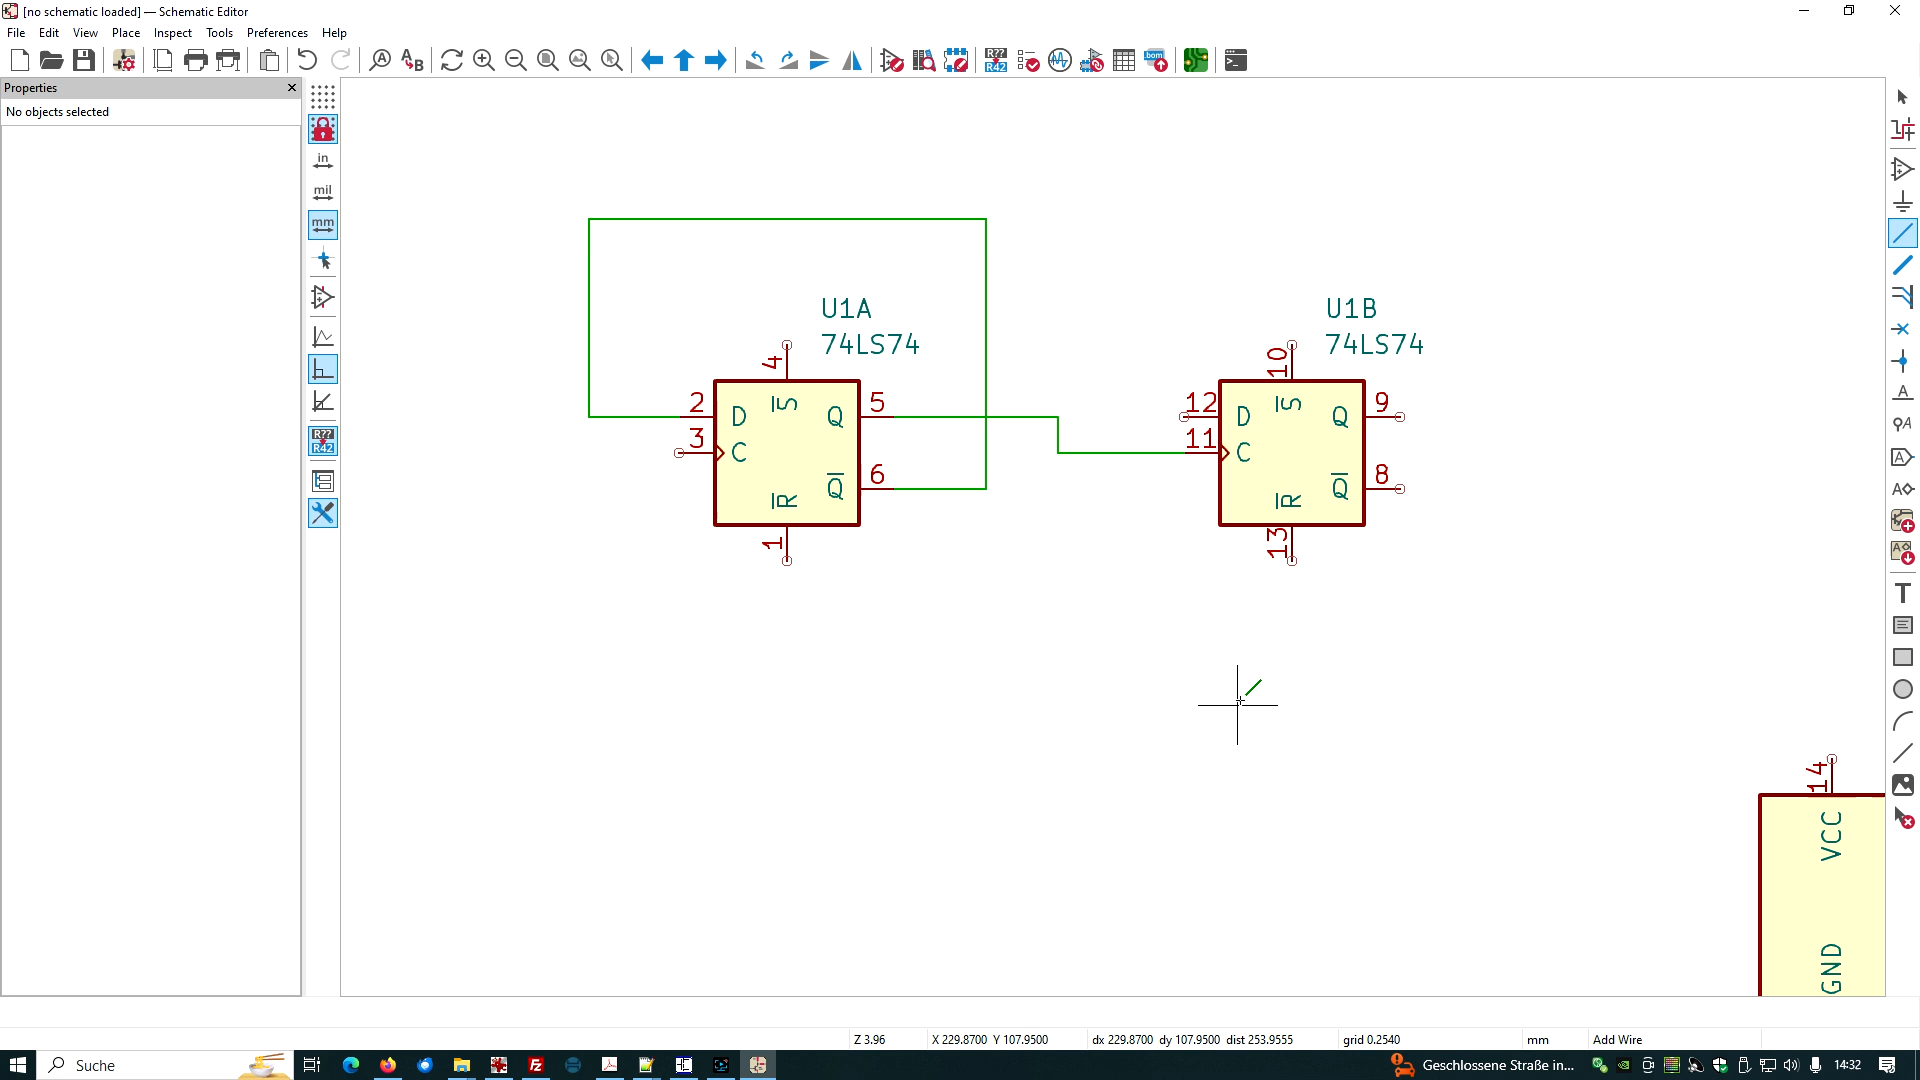 [no schematic loaded] — Schematic Editor
File Edit View Place Inspect Tools Preferences Help
Properties
No objects selected
in
mil
mm
R??
R42
R??
R42
bom
A
B
U1A
74LS74
U1B
74LS74
4
10
2 D S Q 5
12 D S Q 9
3 C
11 C
6 Q
8 Q
R
R
1
13
14
VCC
GND
A
A
A
A
A
T
Z 3.96 X 229.8700 Y 107.9500 dx 229.8700 dy 107.9500 dist 253.9555 grid 0.2540 mm Add Wire
Suche
Geschlossene Straße in...
14:32